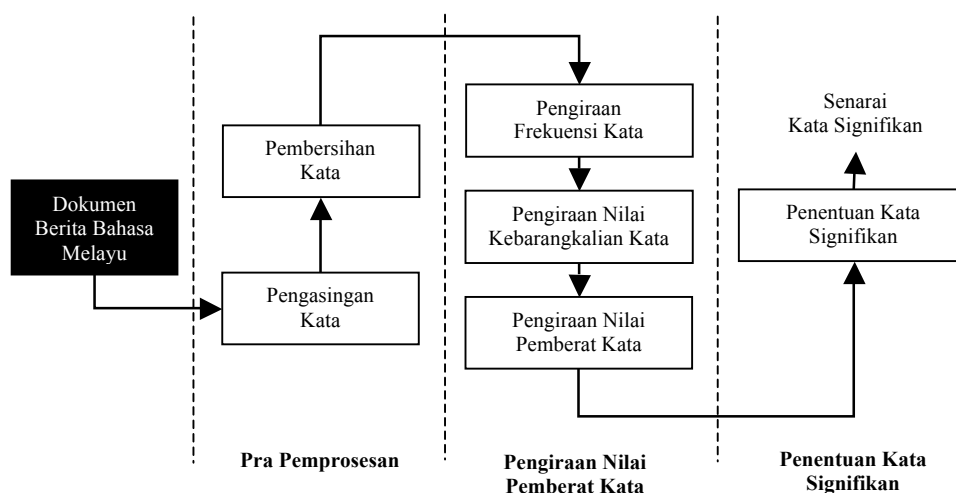 Dokumen
Berita Bahasa
Melayu
Pembersihan
Kata
Pengasingan
Kata
Pra Pemprosesan
Pengiraan
Frekuensi Kata
Pengiraan Nilai
Kebarangkalian Kata
Pengiraan Nilai
Pemberat Kata
Pengiraan Nilai
Pemberat Kata
Senarai
Kata Signifikan
Penentuan Kata
Signifikan
Penentuan Kata
Signifikan